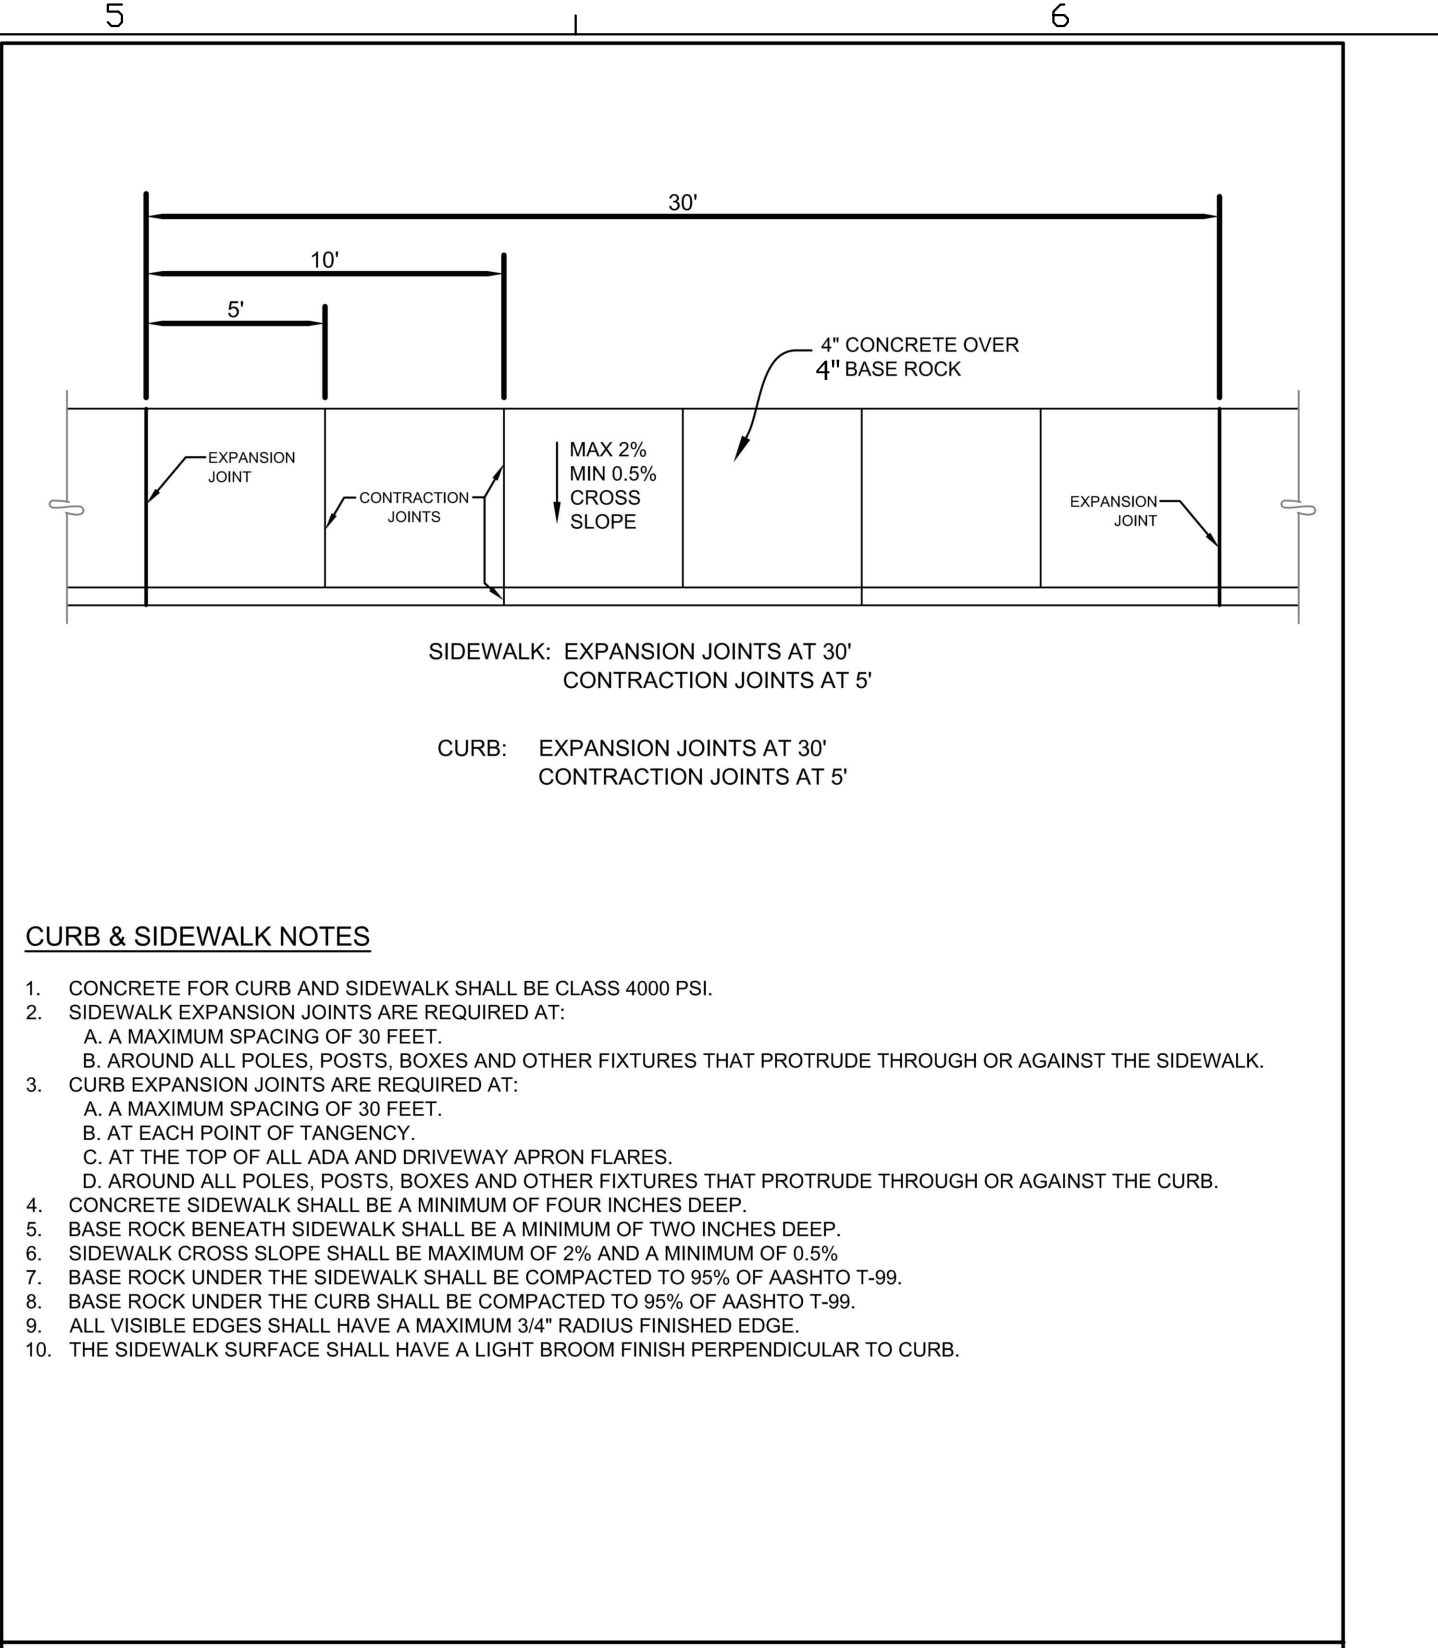 5
6
30'
10'
5'
4" CONCRETE OVER
4" BASE ROCK
EXPANSION
JOINT
CONTRACTION
JOINTS
MAX 2%
MIN 0.5%
CROSS
SLOPE
EXPANSION
JOINT
SIDEWALK: EXPANSION JOINTS AT 30'
CONTRACTION JOINTS AT 5'
CURB: EXPANSION JOINTS AT 30'
CONTRACTION JOINTS AT 5'
CURB & SIDEWALK NOTES
1. CONCRETE FOR CURB AND SIDEWALK SHALL BE CLASS 4000 PSI.
2. SIDEWALK EXPANSION JOINTS ARE REQUIRED AT:
A. A MAXIMUM SPACING OF 30 FEET.
B. AROUND ALL POLES, POSTS, BOXES AND OTHER FIXTURES THAT PROTRUDE THROUGH OR AGAINST THE SIDEWALK.
3. CURB EXPANSION JOINTS ARE REQUIRED AT:
A. A MAXIMUM SPACING OF 30 FEET.
B. AT EACH POINT OF TANGENCY.
C. AT THE TOP OF ALL ADA AND DRIVEWAY APRON FLARES.
D. AROUND ALL POLES, POSTS, BOXES AND OTHER FIXTURES THAT PROTRUDE THROUGH OR AGAINST THE CURB.
4. CONCRETE SIDEWALK SHALL BE A MINIMUM OF FOUR INCHES DEEP.
5. BASE ROCK BENEATH SIDEWALK SHALL BE A MINIMUM OF TWO INCHES DEEP.
6. SIDEWALK CROSS SLOPE SHALL BE MAXIMUM OF 2% AND A MINIMUM OF 0.5%
7. BASE ROCK UNDER THE SIDEWALK SHALL BE COMPACTED TO 95% OF AASHTO T-99.
8. BASE ROCK UNDER THE CURB SHALL BE COMPACTED TO 95% OF AASHTO T-99.
9. ALL VISIBLE EDGES SHALL HAVE A MAXIMUM 3/4" RADIUS FINISHED EDGE.
10. THE SIDEWALK SURFACE SHALL HAVE A LIGHT BROOM FINISH PERPENDICULAR TO CURB.